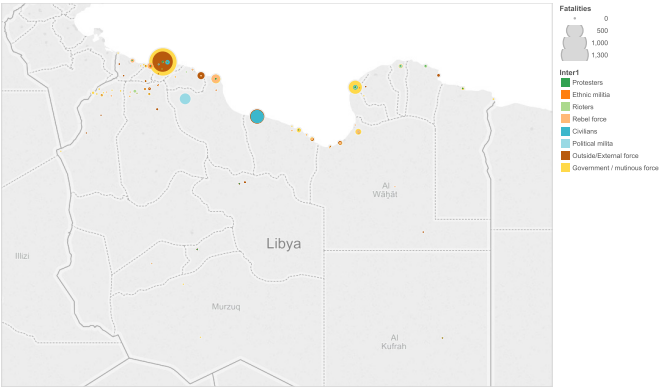 Fatalities
0
500
1,000
1,300
Inter1
Protesters
Ethnic militia
Rioters
Rebel force
Civilians
Political milita
Outside/External force
Government / mutinous force
Al
Wāḥāt
Libya
Illizi
Murzuq
Al
Kufrah